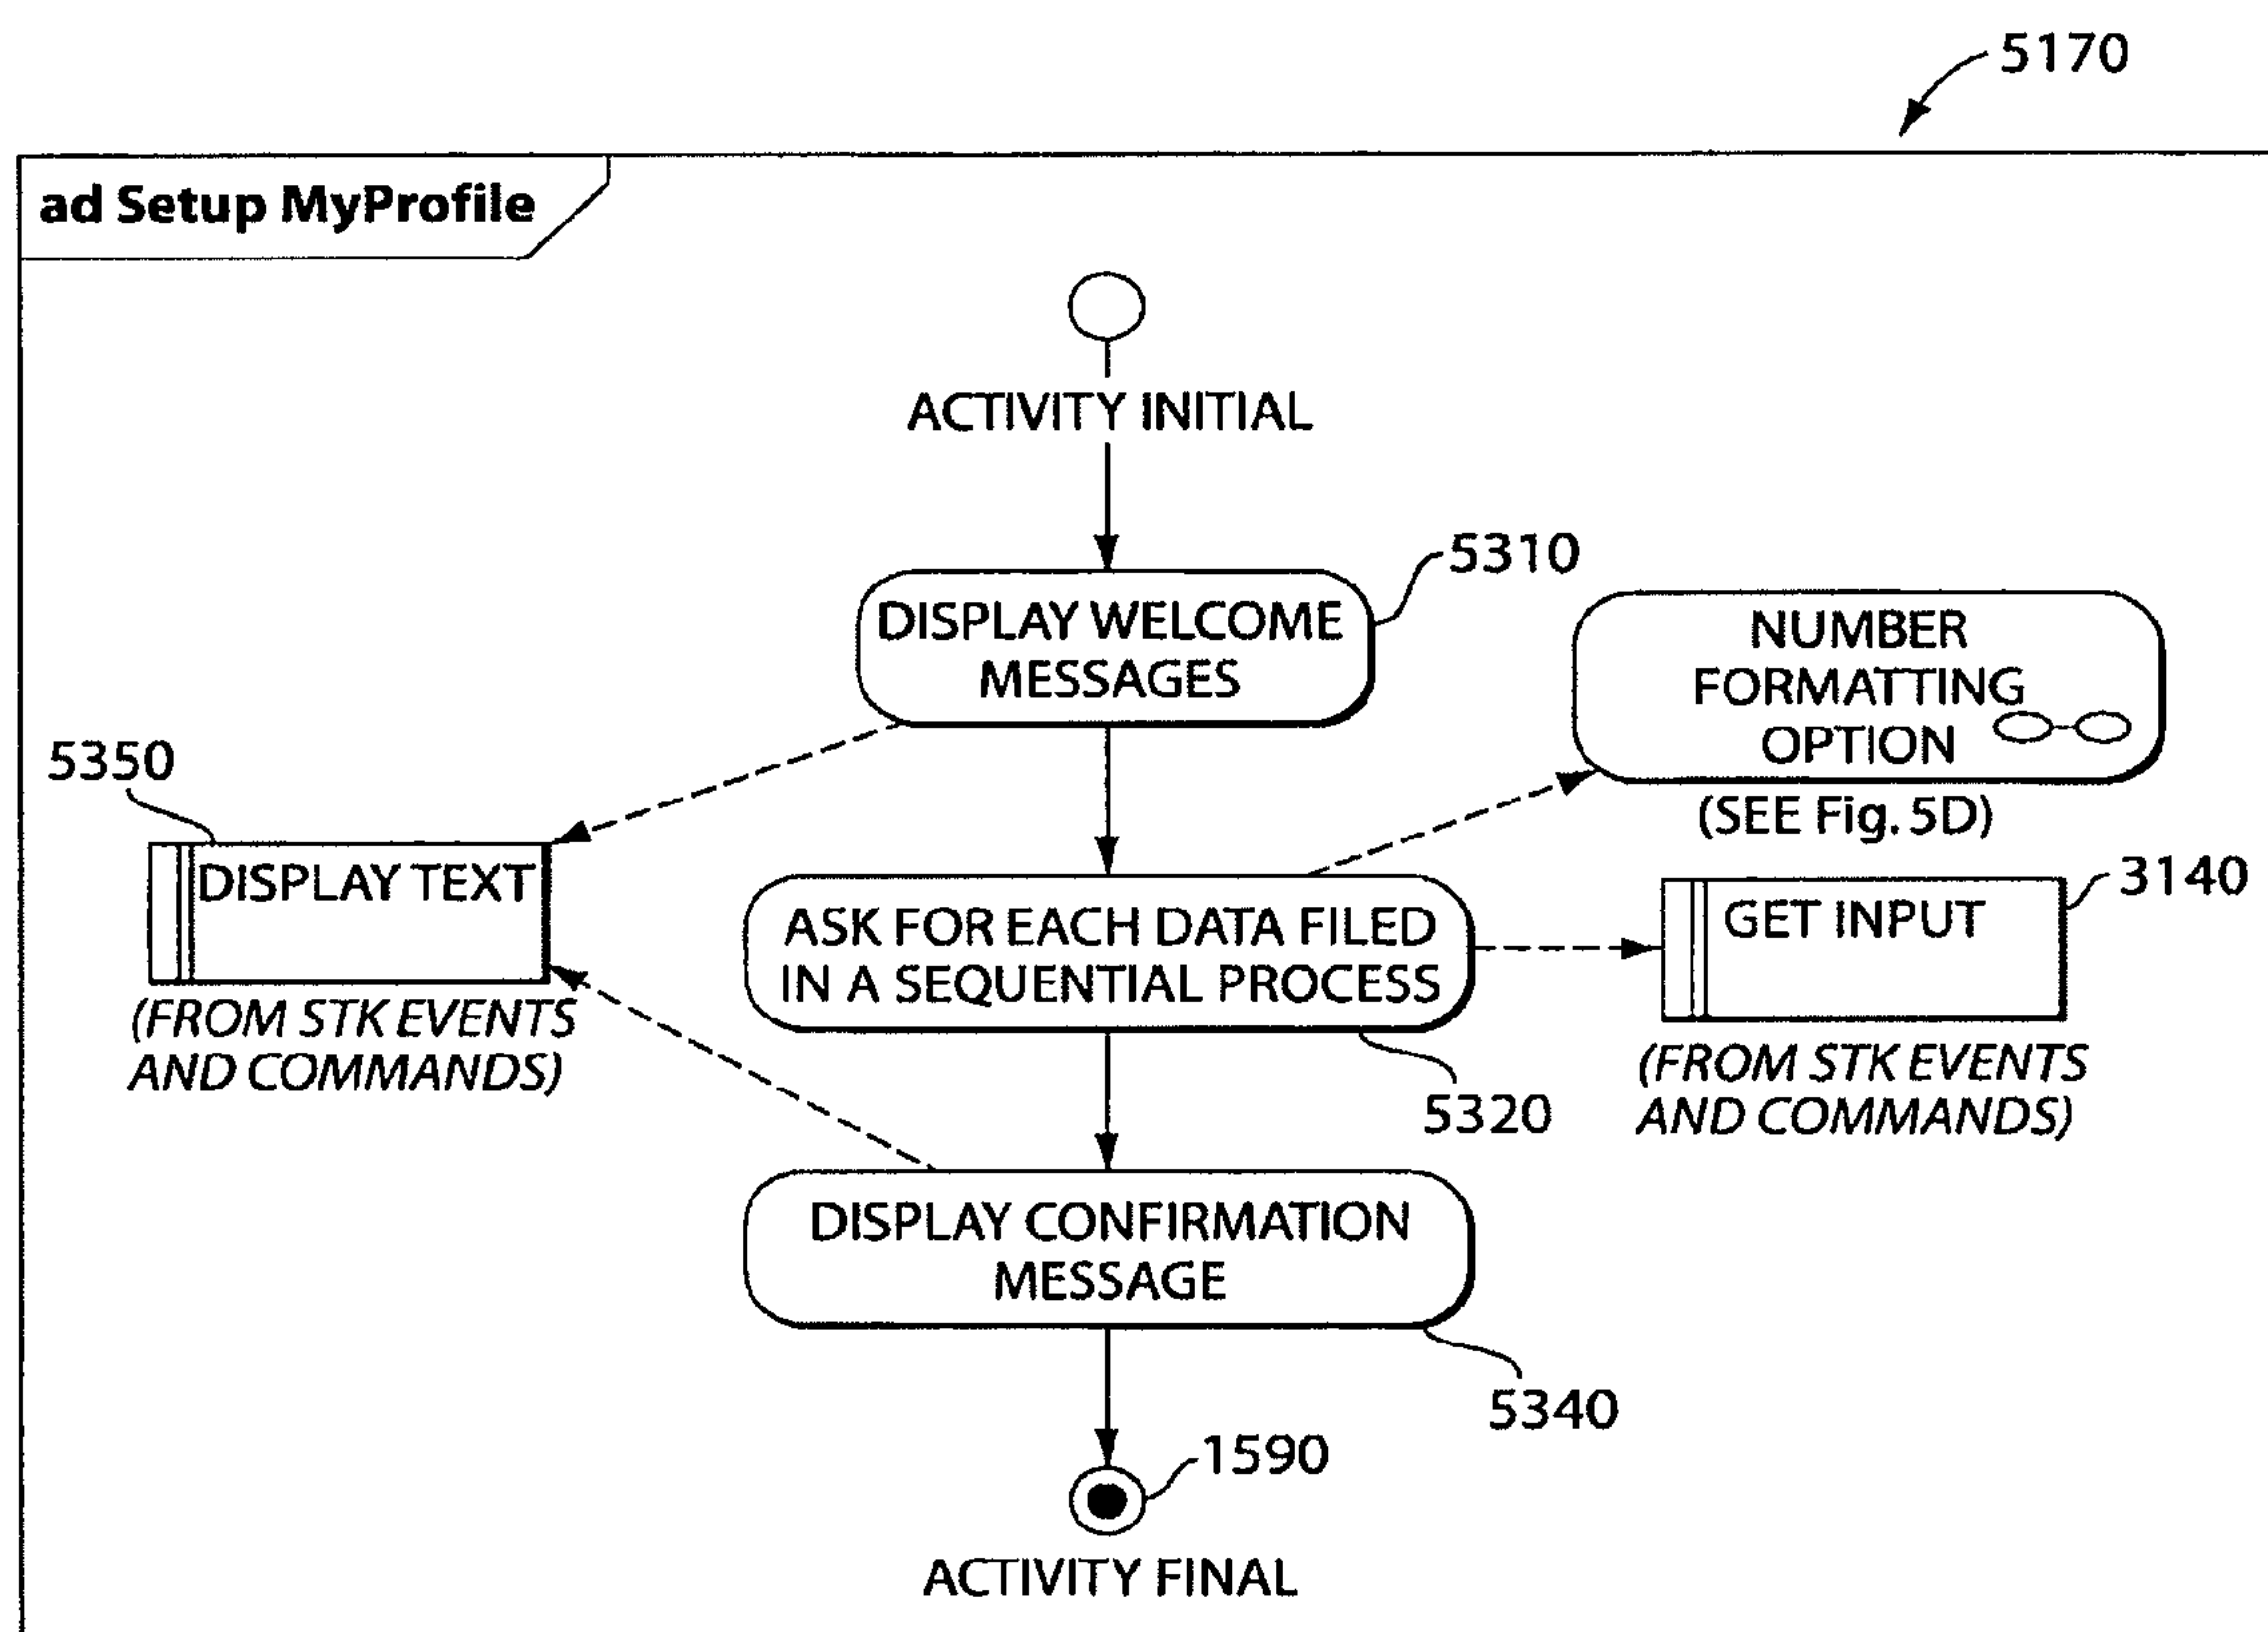 5170
ad Setup MyProfile
ACTIVITY INITIAL
5310
DISPLAY WELCOME
MESSAGES
NUMBER
FORMATTING
OPTION
(SEE Fig. 5D)
5350
DISPLAY TEXT
(FROM STK EVENTS
AND COMMANDS)
ASK FOR EACH DATA FILED
IN A SEQUENTIAL PROCESS
5320
3140
GET INPUT
(FROM STK EVENTS
AND COMMANDS)
DISPLAY CONFIRMATION
MESSAGE
5340
1590
ACTIVITY FINAL